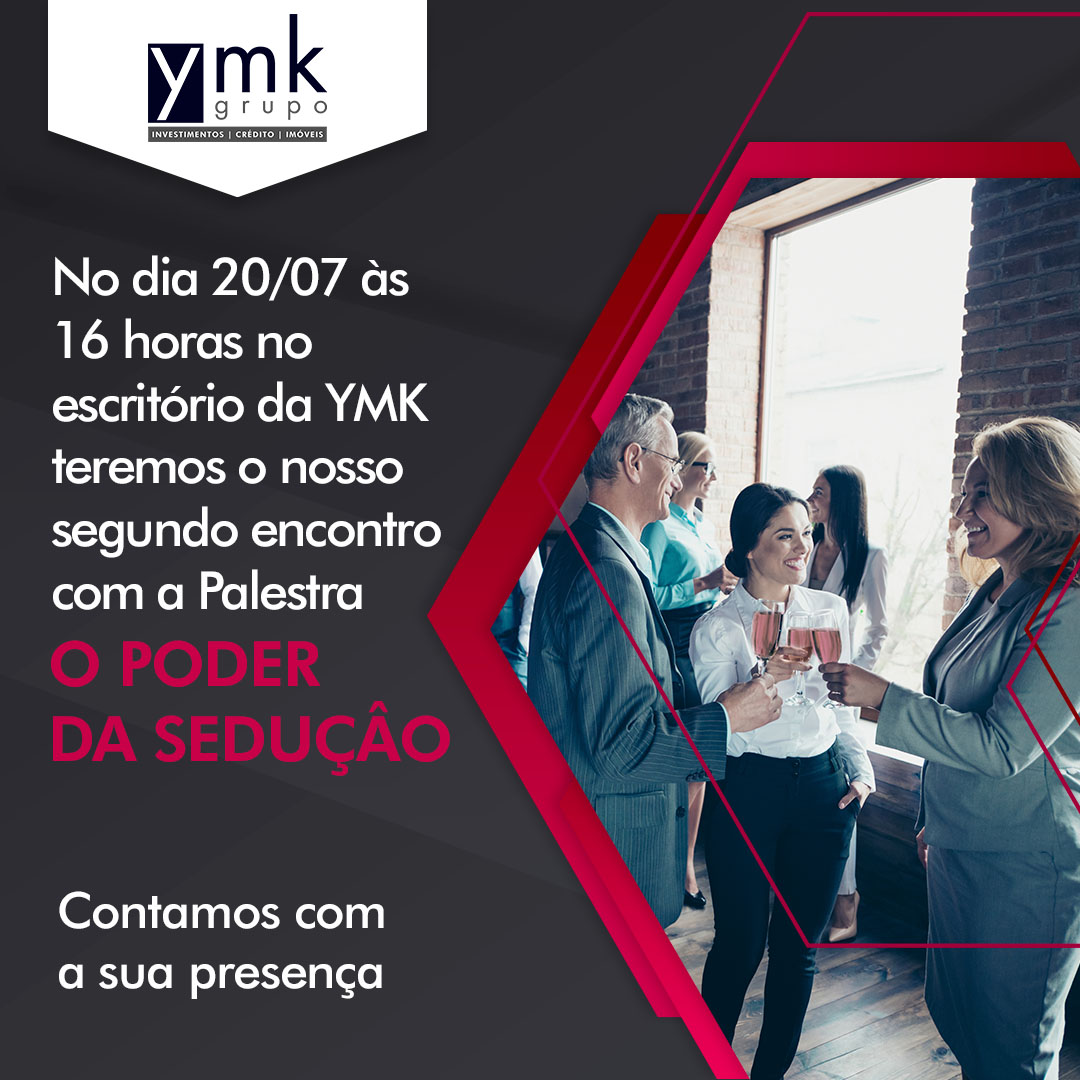 ymk
grupo
INVESTIMENTOS | CRÉDITO | IMÓVEIS
No dia 20/07 às
16 horas no
escritório da YMK
teremos o nosso
segundo encontro
com a Palestra
O PODER
DA SEDUÇÂO
Contamos com
a sua presença